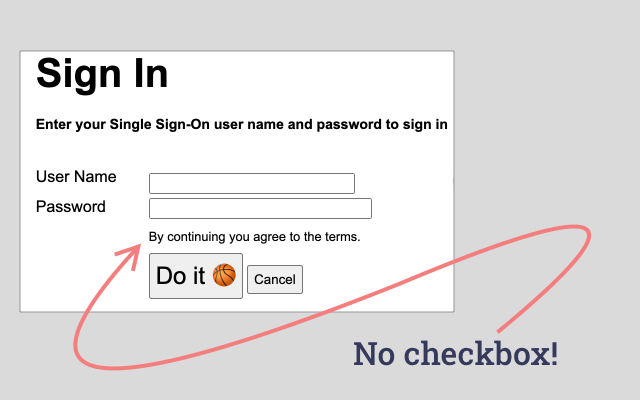 Sign In
Enter your Single Sign-On user name and password to sign in
User Name
Password
By continuing you agree to the terms.
Do it 🏀 Cancel
No checkbox!